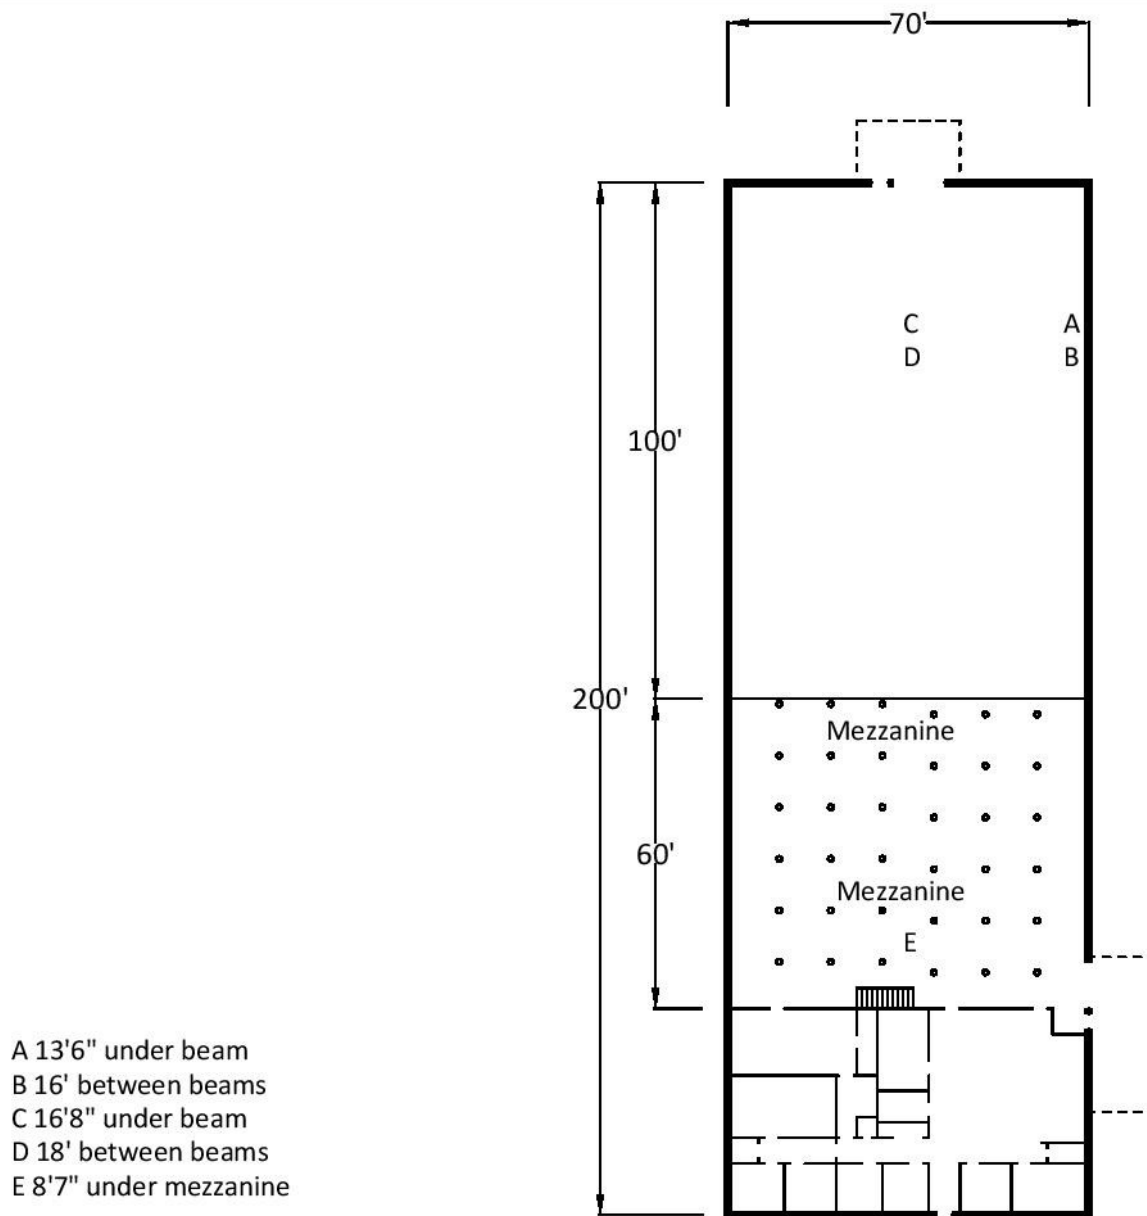 70'
C
A
D
B
100'
200'
Mezzanine
60'
Mezzanine
E
A 13'6" under beam
B 16' between beams
C 16'8" under beam
D 18' between beams
E 8'7" under mezzanine